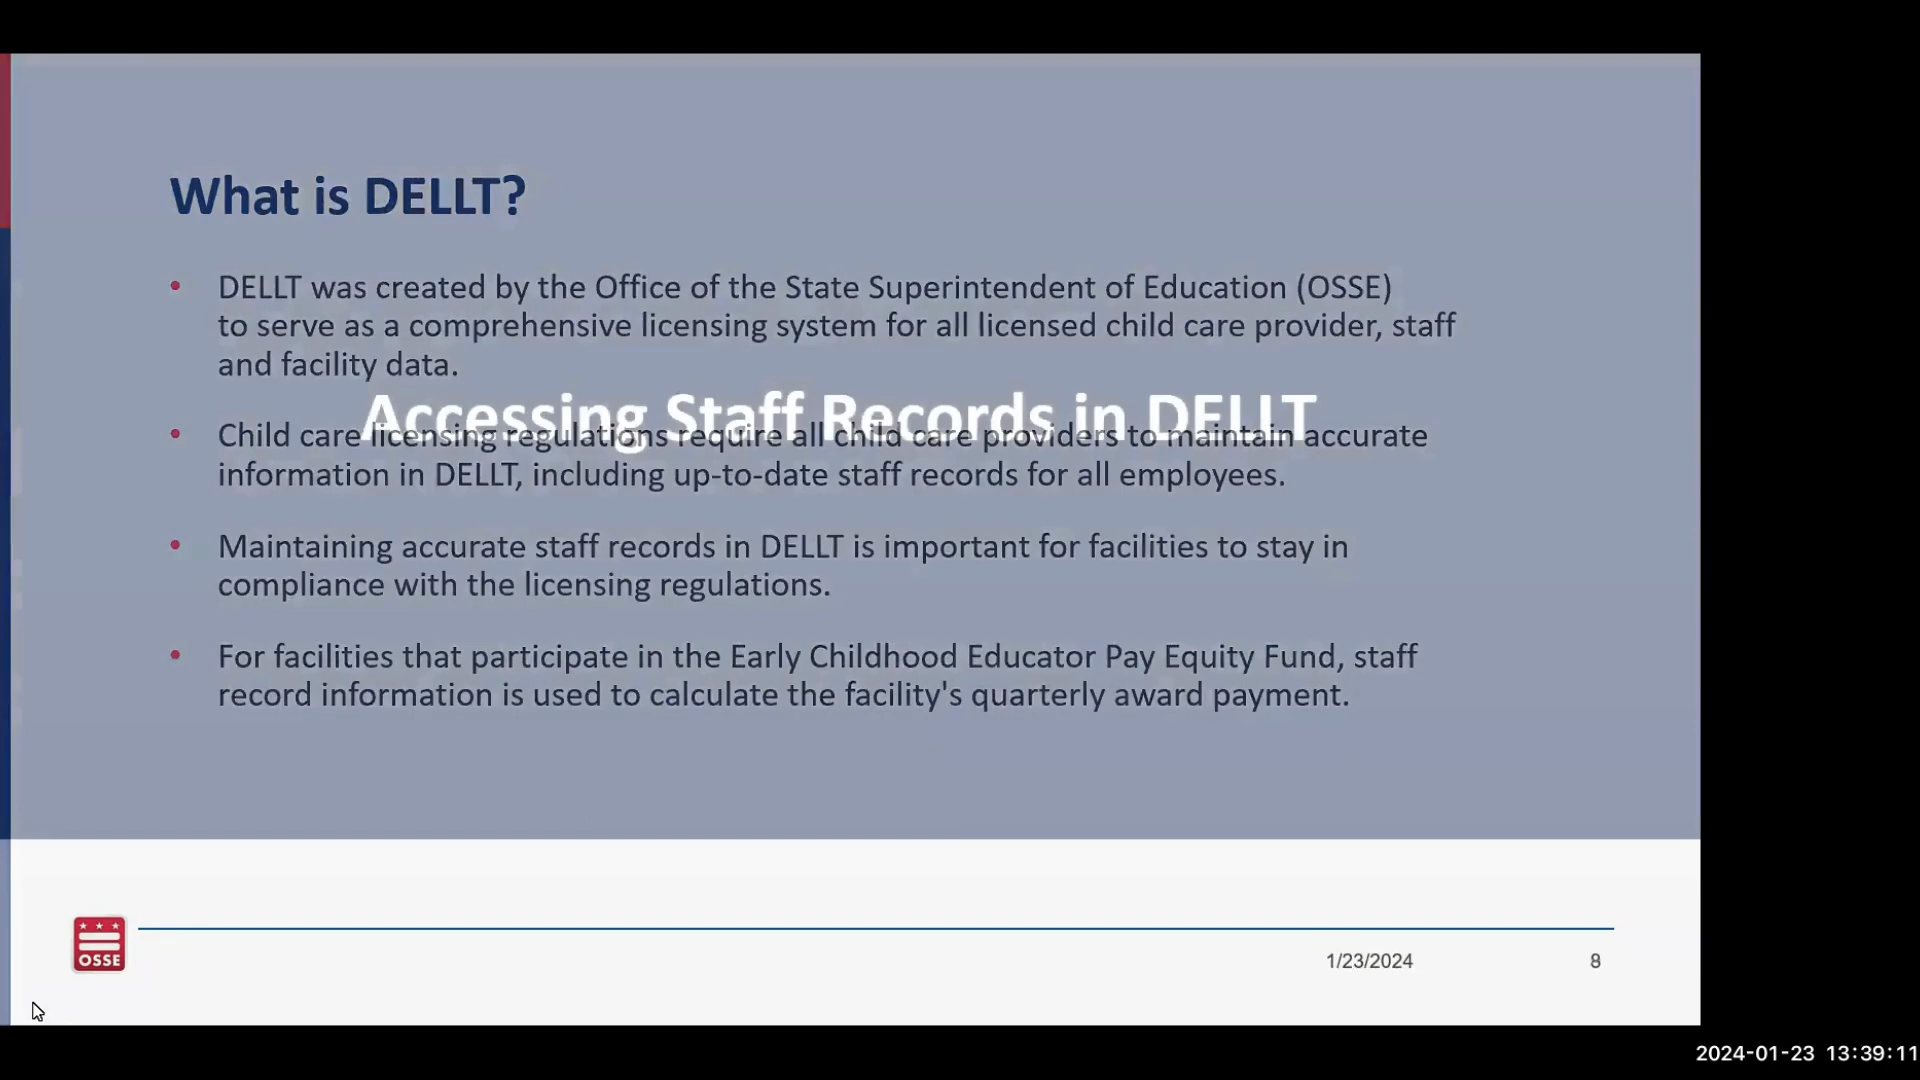 What is DELLT?
• DELLT was created by the Office of the State Superintendent of Education (OSSE)
to serve as a comprehensive licensing system for all licensed child care provider, staff
and facility data.
Accessing Staff Records in DELLT
• Child care licensing regulations require all child care providers to maintain accurate
information in DELLT, including up-to-date staff records for all employees.
• Maintaining accurate staff records in DELLT is important for facilities to stay in
compliance with the licensing regulations.
• For facilities that participate in the Early Childhood Educator Pay Equity Fund, staff
record information is used to calculate the facility's quarterly award payment.
OSSE
1/23/2024 8
2024-01-23 13:39:11